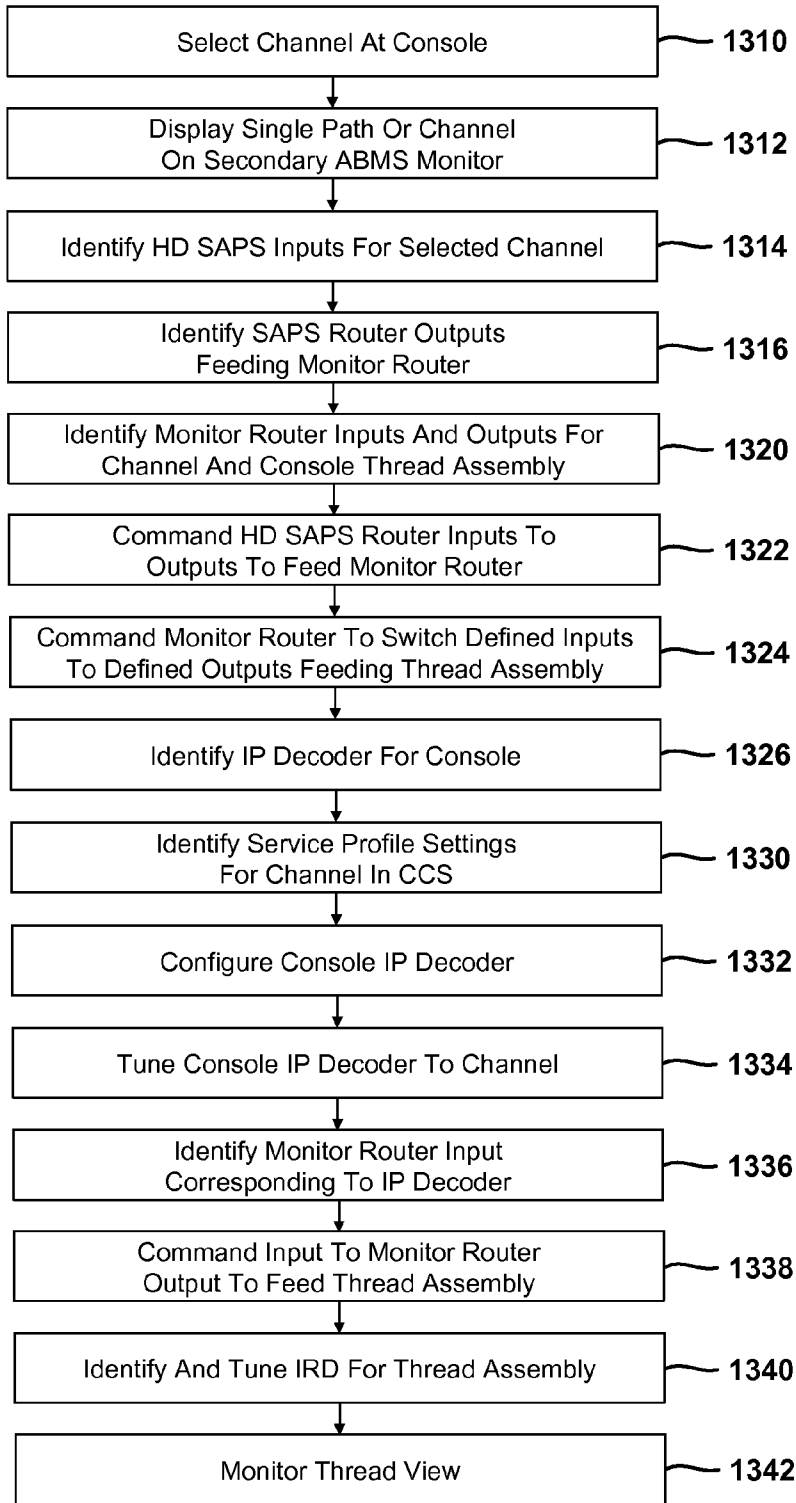 Select Channel At Console
1310
Display Single Path Or Channel
On Secondary ABMS Monitor
1312
Identify HD SAPS Inputs For Selected Channel
1314
Identify SAPS Router Outputs
Feeding Monitor Router
1316
Identify Monitor Router Inputs And Outputs For
Channel And Console Thread Assembly
1320
Command HD SAPS Router Inputs To
Outputs To Feed Monitor Router
1322
Command Monitor Router To Switch Defined Inputs
To Defined Outputs Feeding Thread Assembly
1324
Identify IP Decoder For Console
1326
Identify Service Profile Settings
For Channel In CCS
1330
Configure Console IP Decoder
1332
Tune Console IP Decoder To Channel
1334
Identify Monitor Router Input
Corresponding To IP Decoder
1336
Command Input To Monitor Router
Output To Feed Thread Assembly
1338
Identify And Tune IRD For Thread Assembly
1340
Monitor Thread View
1342